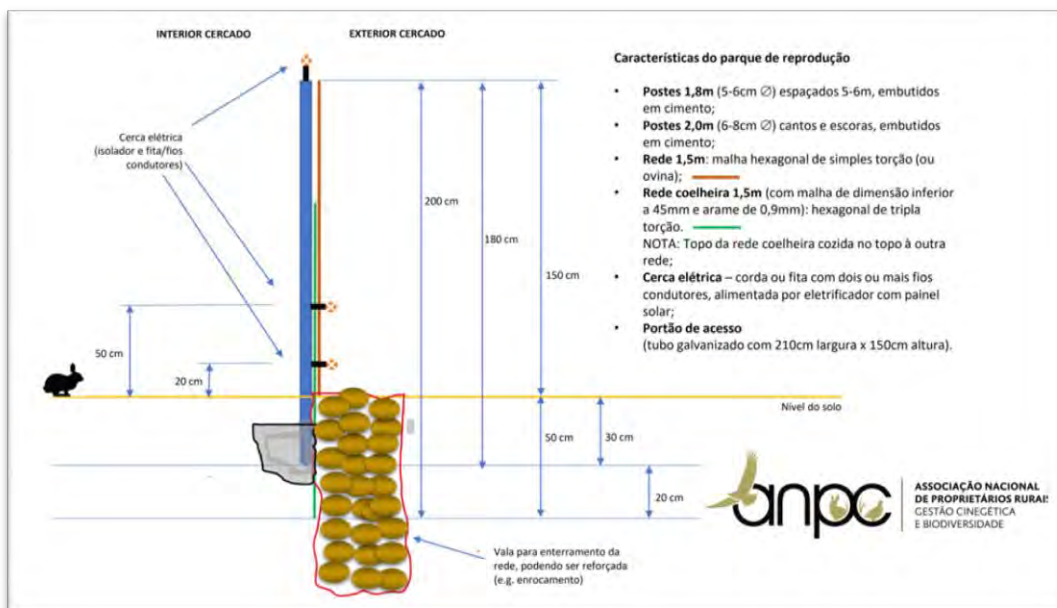 INTERIOR CERCADO
EXTERIOR CERCADO
Cerca elétrica
(isolador e fita/fios
condutores)
200 cm
180 cm
150 cm
50 cm
20 cm
Nível do solo
50 cm
30 cm
20 cm
Vala para enterramento da
rede, podendo ser reforçada
(e.g. enrocamento)
Características do parque de reprodução
• Postes 1,8m (5-6cm ∅) espaçados 5-6m, embutidos
em cimento;
• Postes 2,0m (6-8cm ∅) cantos e escoras, embutidos
em cimento;
• Rede 1,5m: malha hexagonal de simples torção (ou
ovina);
• Rede coelheira 1,5m (com malha de dimensão inferior
a 45mm e arame de 0,9mm): hexagonal de tripla
torção.
NOTA: Topo da rede coelheira cozida no topo à outra
rede;
• Cerca elétrica – corda ou fita com dois ou mais fios
condutores, alimentada por eletrificador com painel
solar;
• Portão de acesso
(tubo galvanizado com 210cm largura x 150cm altura).
anpc
ASSOCIAÇÃO NACIONAL
DE PROPRIETÁRIOS RURAIS
GESTÃO CINEGÉTICA
E BIODIVERSIDADE